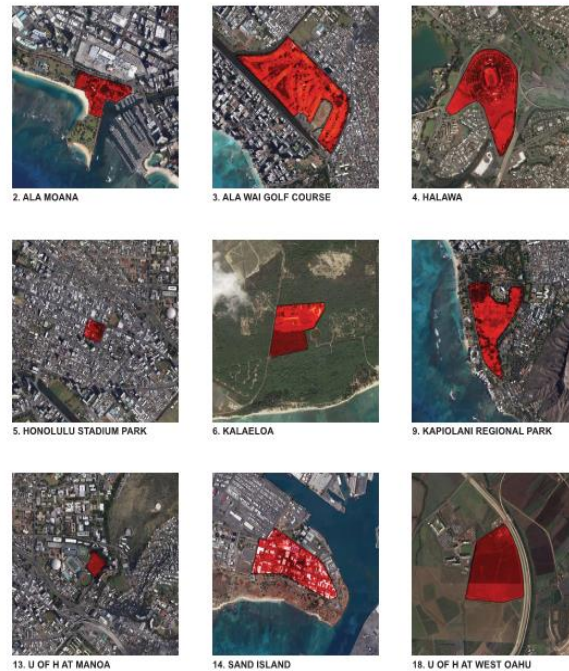 2. ALA MOANA
3. ALA WAI GOLF COURSE
4. HALAWA
5. HONOLULU STADIUM PARK
6. KALAELOA
9. KAPIOLANI REGIONAL PARK
13. U OF H AT MANOA
14. SAND ISLAND
18. U OF H AT WEST OAHU